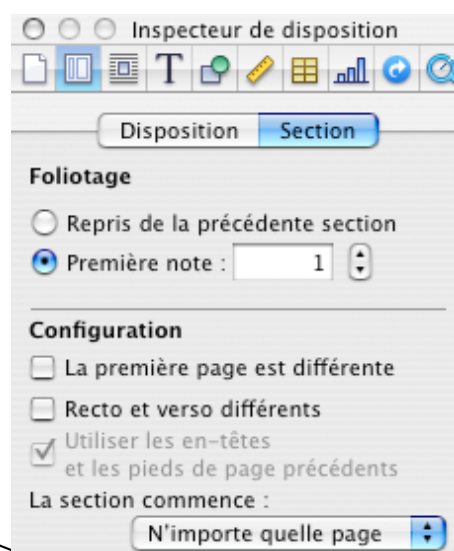 Inspecteur de disposition
T
Disposition Section
Foliotage
Repris de la précédente section
Première note : 1
Configuration
La première page est différente
Recto et verso différents
Utiliser les en-têtes
et les pieds de page précédents
La section commence :
N'importe quelle page